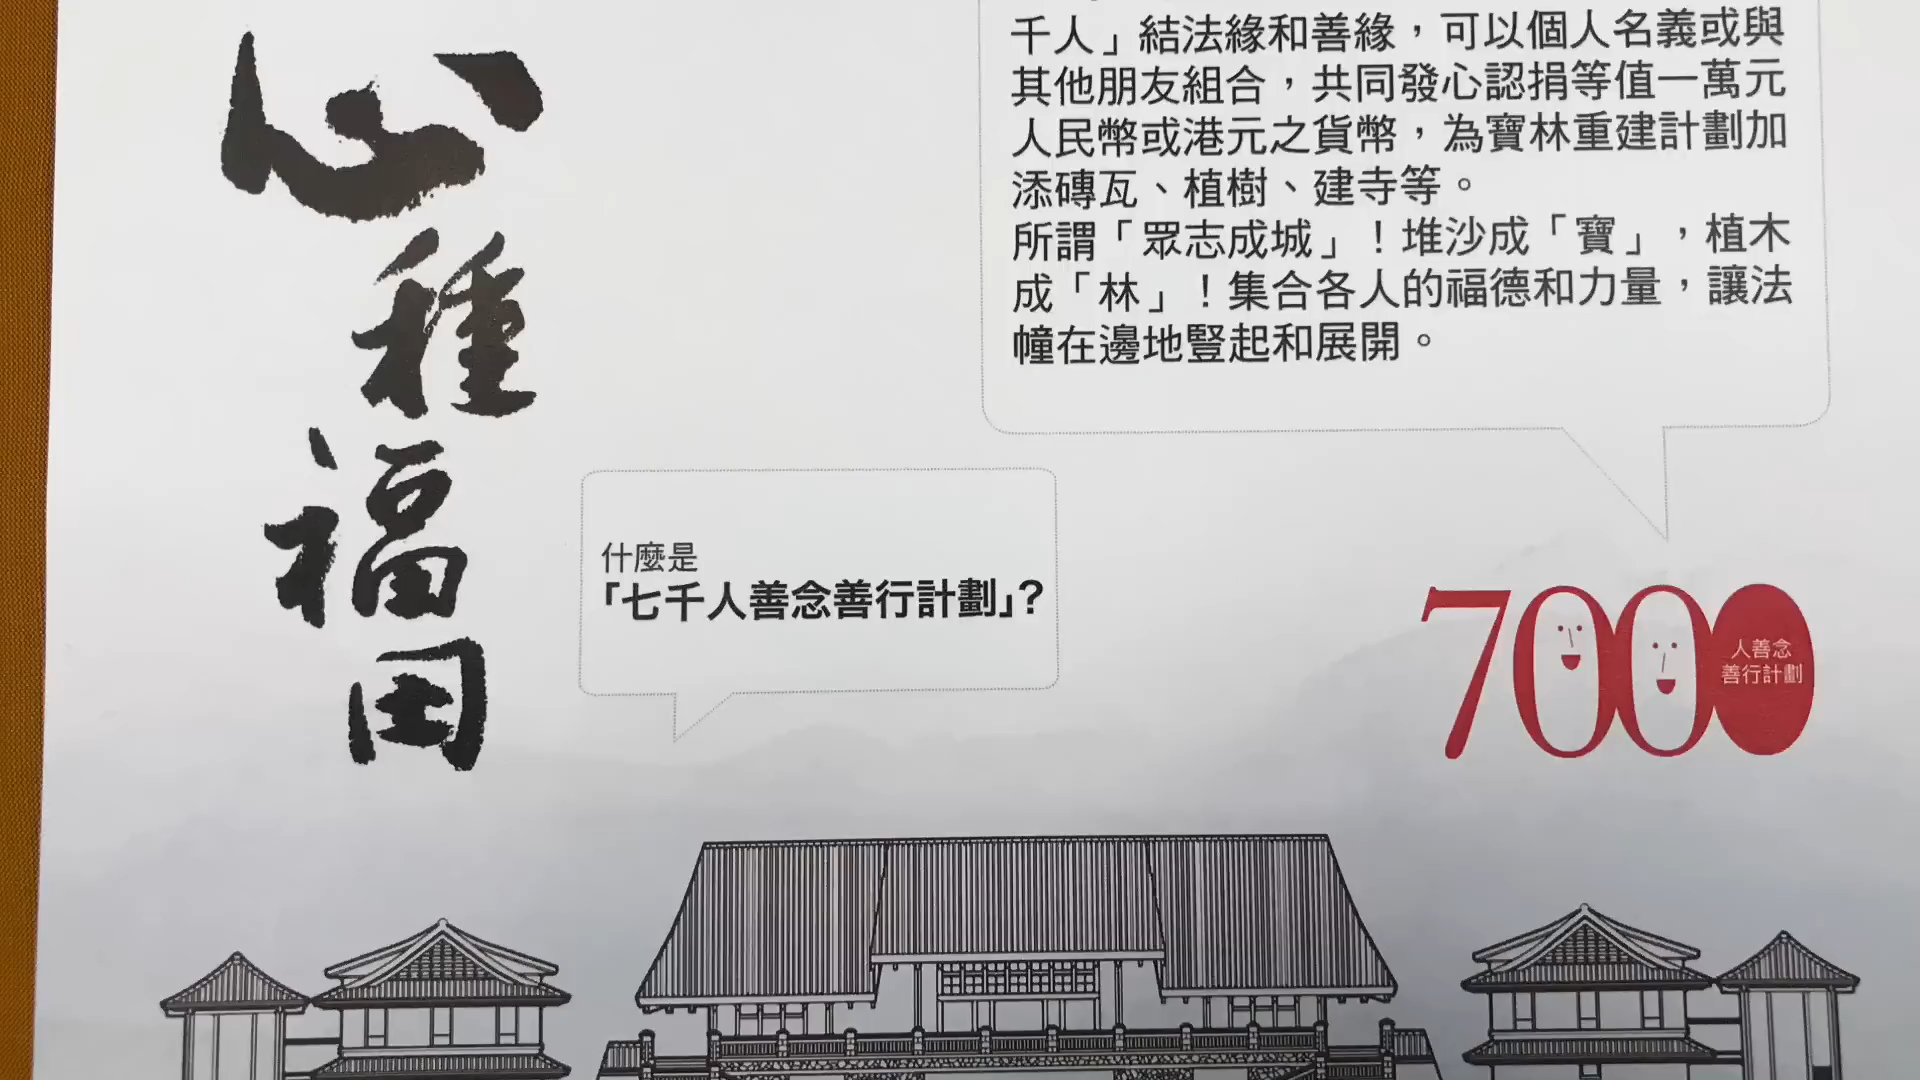 心種福田
千人」結法緣和善緣，可以個人名義或與
其他朋友組合，共同發心認捐等值一萬元
人民幣或港元之貨幣，為寶林重建計劃加
添磚瓦、植樹、建寺等。
所謂「眾志成城」！堆沙成「寶」，植木
成「林」！集合各人的福德和力量，讓法
幢在邊地豎起和展開。
什麼是
「七千人善念善行計劃」？
7000
人善念
善行計劃